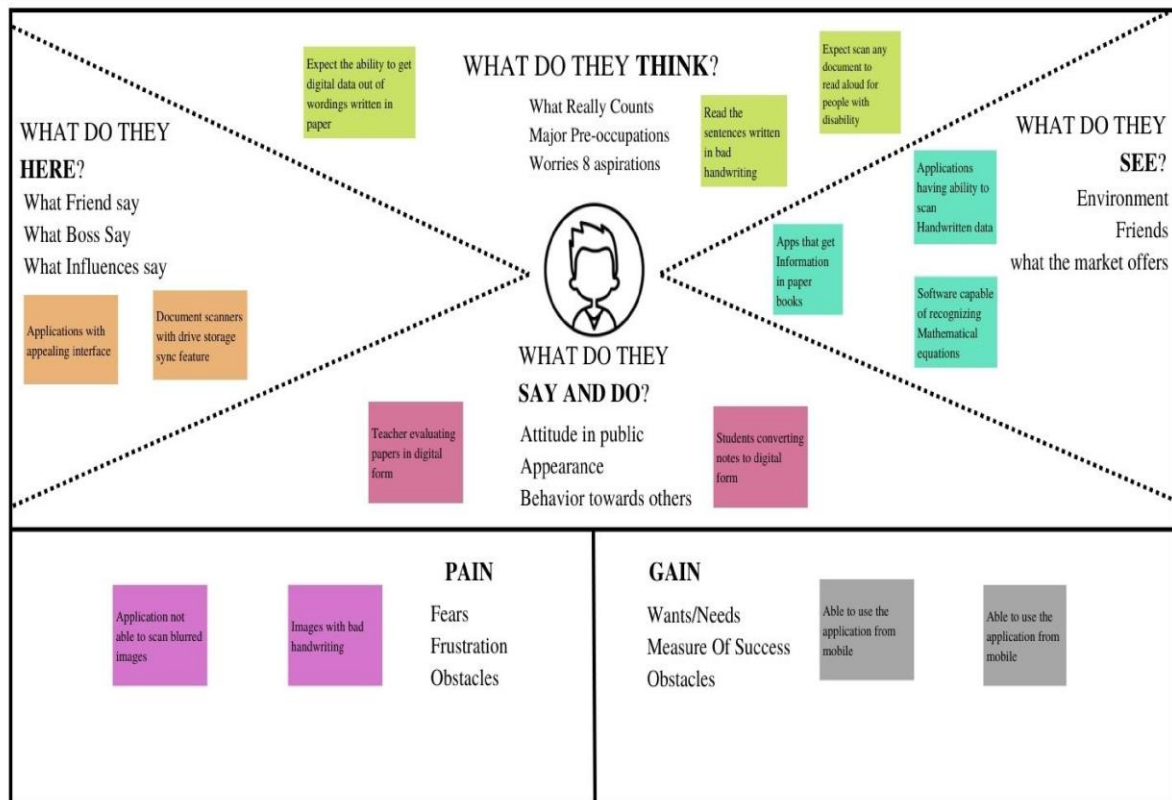 WHAT DO THEY THINK?
What Really Counts
Major Pre-occupations
Worries 8 aspirations
Expect the ability to
get digital data out of
wordings written in
paper
Read the
sentences written
in bad
handwriting
Expect scan any
document to
read aloud for
people with
disability
WHAT DO THEY
HERE?
What Friend say
What Boss Say
What Influences say
Applications with
appealing interface
Document scanners
with drive storage
sync feature
WHAT DO THEY
SEE?
Environment
Friends
what the market offers
Applications
having ability to
scan
Handwritten data
Apps that get
Information
in paper
books
Software capable
of recognizing
Mathematical
equations
WHAT DO THEY
SAY AND DO?
Attitude in public
Appearance
Behavior towards others
Teacher evaluating
papers in digital
form
Students converting
notes to digital
form
PAIN
Fears
Frustration
Obstacles
Application not
able to scan blurred
images
Images with bad
handwriting
GAIN
Wants/Needs
Measure Of Success
Obstacles
Able to use the
application from
mobile
Able to use the
application from
mobile